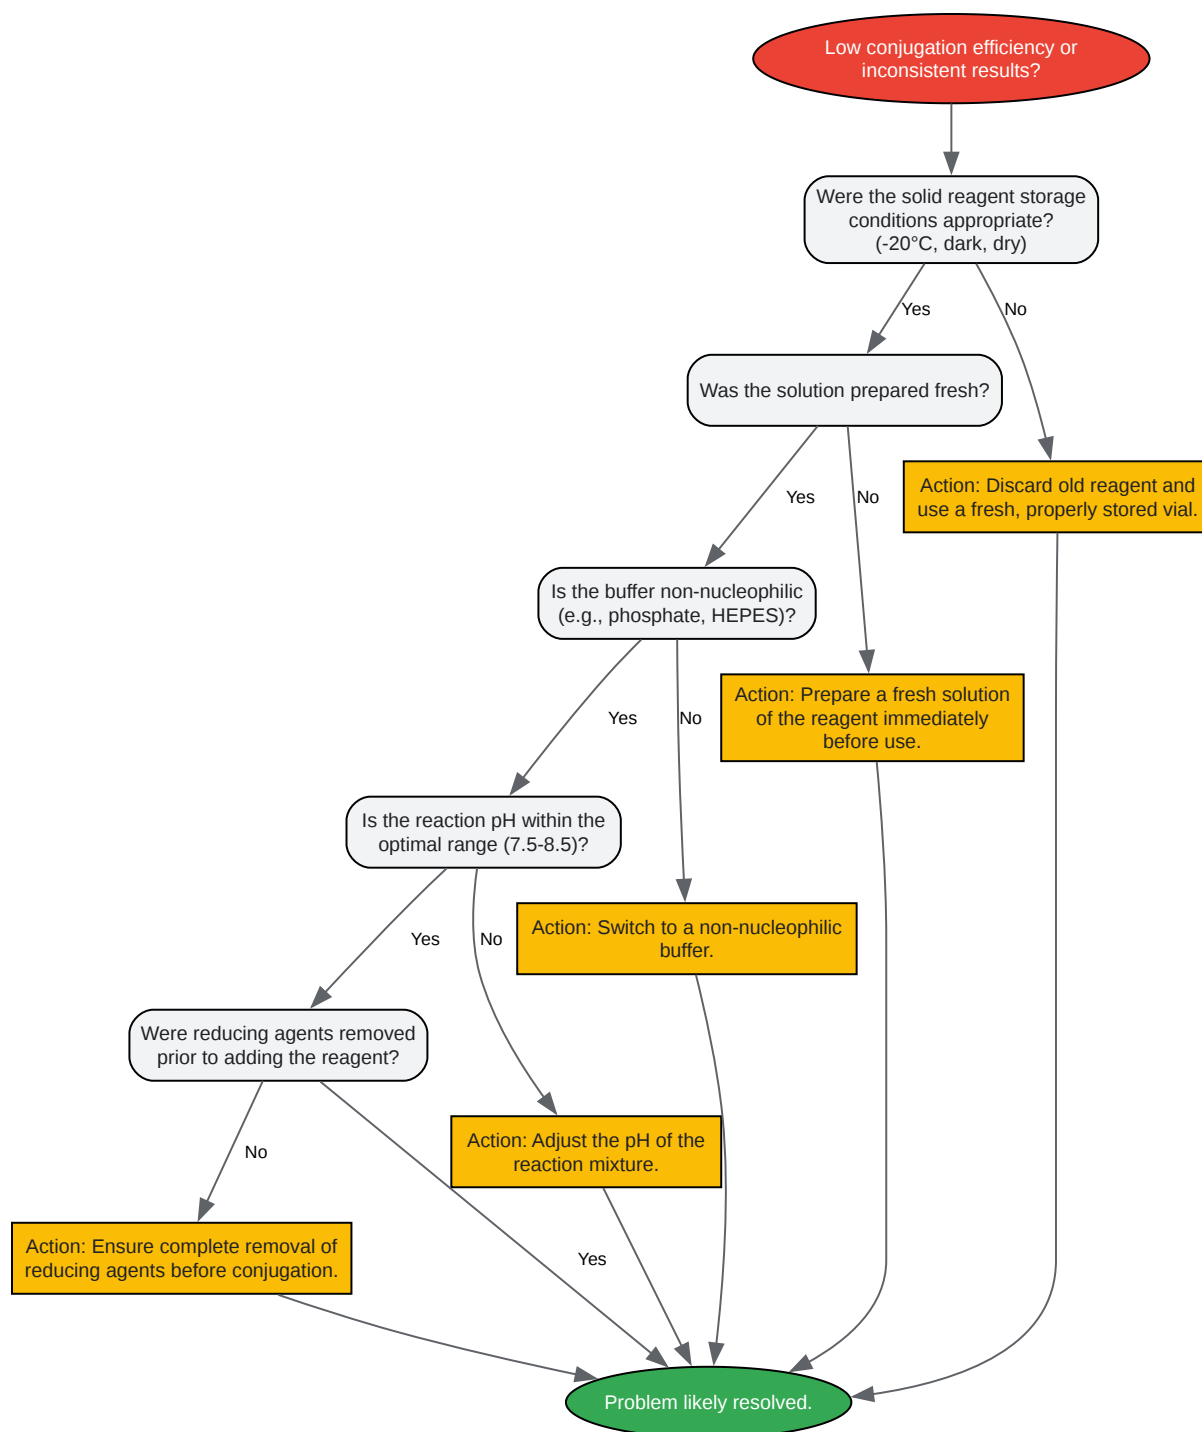 Low conjugation efficiency or
inconsistent results?
Were the solid reagent storage
conditions appropriate?
(-20°C, dark, dry)
Yes
No
Was the solution prepared fresh?
Yes
No
Action: Discard old reagent and
use a fresh, properly stored vial.
Is the buffer non-nucleophilic
(e.g., phosphate, HEPES)?
Yes
No
Action: Prepare a fresh solution
of the reagent immediately
before use.
Is the reaction pH within the
optimal range (7.5-8.5)?
Yes
No
Action: Switch to a non-nucleophilic
buffer.
Were reducing agents removed
prior to adding the reagent?
No
Action: Adjust the pH of the
reaction mixture.
Yes
Action: Ensure complete removal of
reducing agents before conjugation.
Problem likely resolved.